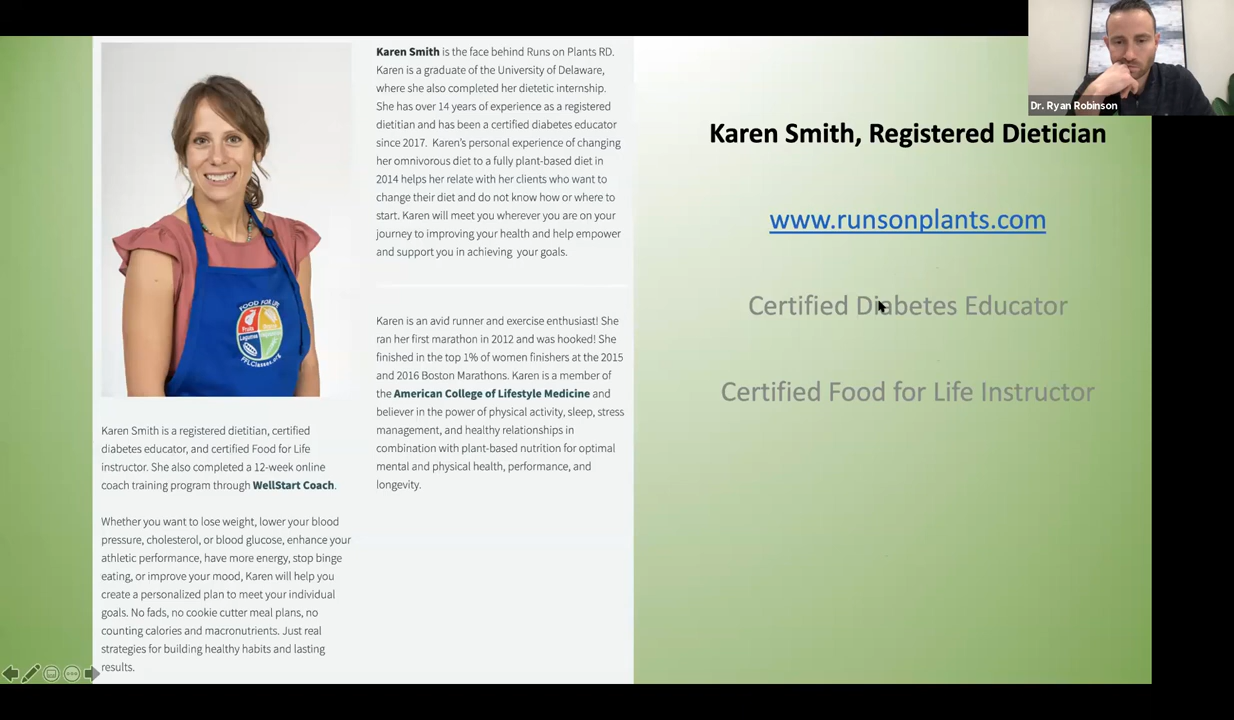 Dr. Ryan Robinson
FOOD FOR LIFE
Fruits
Grains
Legumes
Vegetables
FFLClasses.org
Karen Smith is a registered dietitian, certified
diabetes educator, and certified Food for Life
instructor. She also completed a 12-week online
coach training program through WellStart Coach.
Whether you want to lose weight, lower your blood
pressure, cholesterol, or blood glucose, enhance your
athletic performance, have more energy, stop binge
eating, or improve your mood, Karen will help you
create a personalized plan to meet your individual
goals. No fads, no cookie cutter meal plans, no
counting calories and macronutrients. Just real
strategies for building healthy habits and lasting
results.
Karen Smith is the face behind Runs on Plants RD.
Karen is a graduate of the University of Delaware,
where she also completed her dietetic internship.
She has over 14 years of experience as a registered
dietitian and has been a certified diabetes educator
since 2017. Karen's personal experience of changing
her omnivorous diet to a fully plant-based diet in
2014 helps her relate with her clients who want to
change their diet and do not know how or where to
start. Karen will meet you wherever you are on your
journey to improving your health and help empower
and support you in achieving your goals.
Karen is an avid runner and exercise enthusiast! She
ran her first marathon in 2012 and was hooked! She
finished in the top 1% of women finishers at the 2015
and 2016 Boston Marathons. Karen is a member of
the American College of Lifestyle Medicine and
believer in the power of physical activity, sleep, stress
management, and healthy relationships in
combination with plant-based nutrition for optimal
mental and physical health, performance, and
longevity.
Karen Smith, Registered Dietician
www.runsonplants.com
Certified Diabetes Educator
Certified Food for Life Instructor